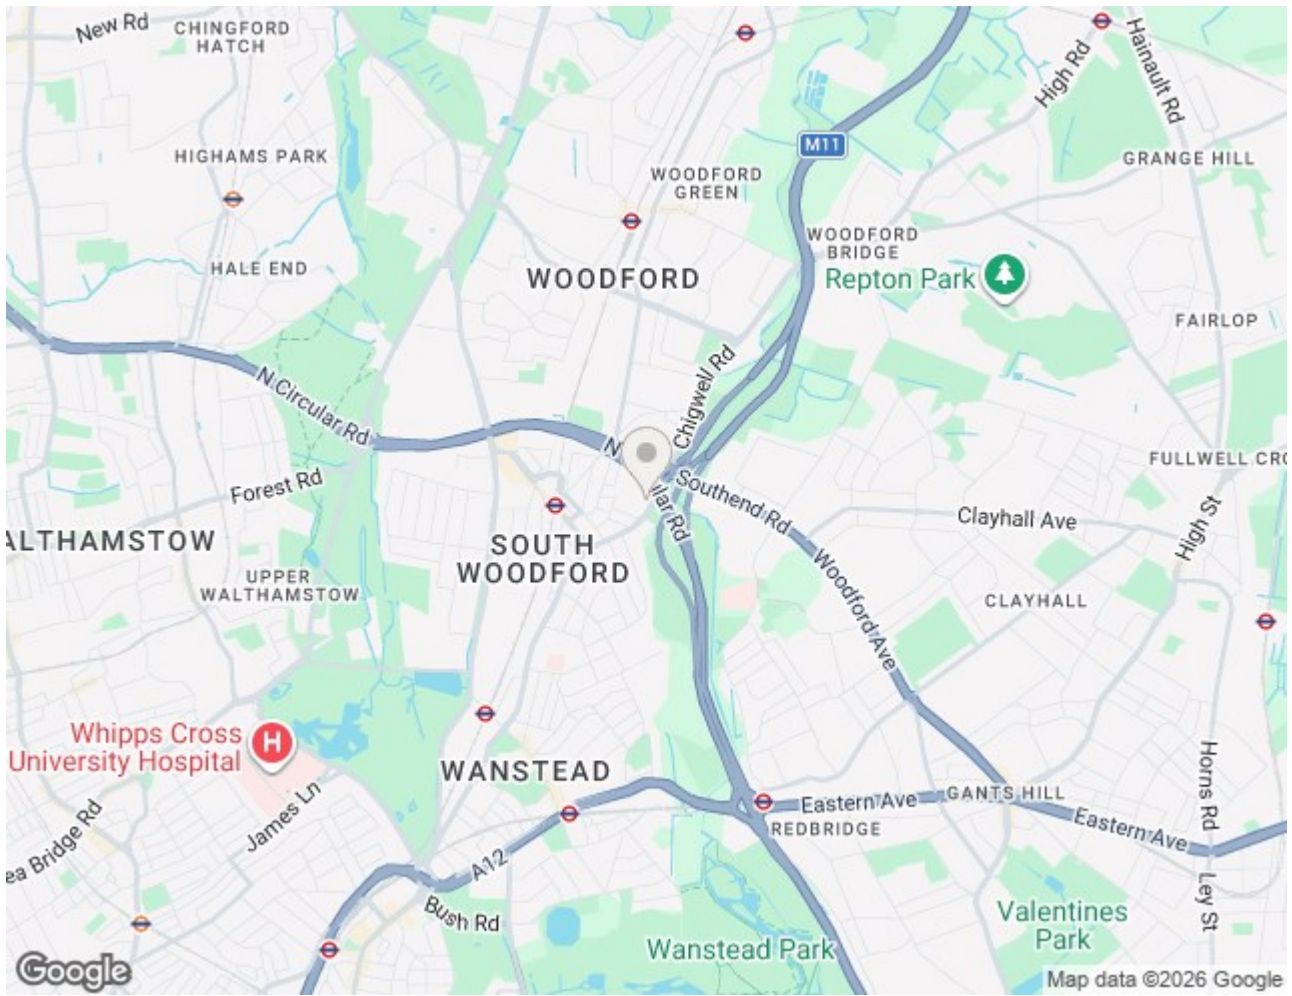 New Rd
CHINGFORD
HATCH
High Rd
Hainault Rd
M11
HIGHAMS PARK
WOODFORD
GREEN
GRANGE HILL
WOODFORD
BRIDGE
HALE END
WOODFORD
Repton Park
FAIRLOP
N Circular Rd
Chigwell Rd
FULLWELL CRO
Forest Rd
Southend Rd
N
ular Rd
Clayhall Ave
High St
ALTHAMSTOW
SOUTH
WOODFORD
UPPER
WALTHAMSTOW
Woodford Ave
CLAYHALL
Whipps Cross
University Hospital
H
WANSTEAD
James Ln
ea Bridge Rd
Eastern Ave
GANTS HILL
Horns Rd
REDBRIDGE
Eastern Ave
A12
Bush Rd
Ley St
Valentines
Park
Wanstead Park
Google
Map data ©2026 Google